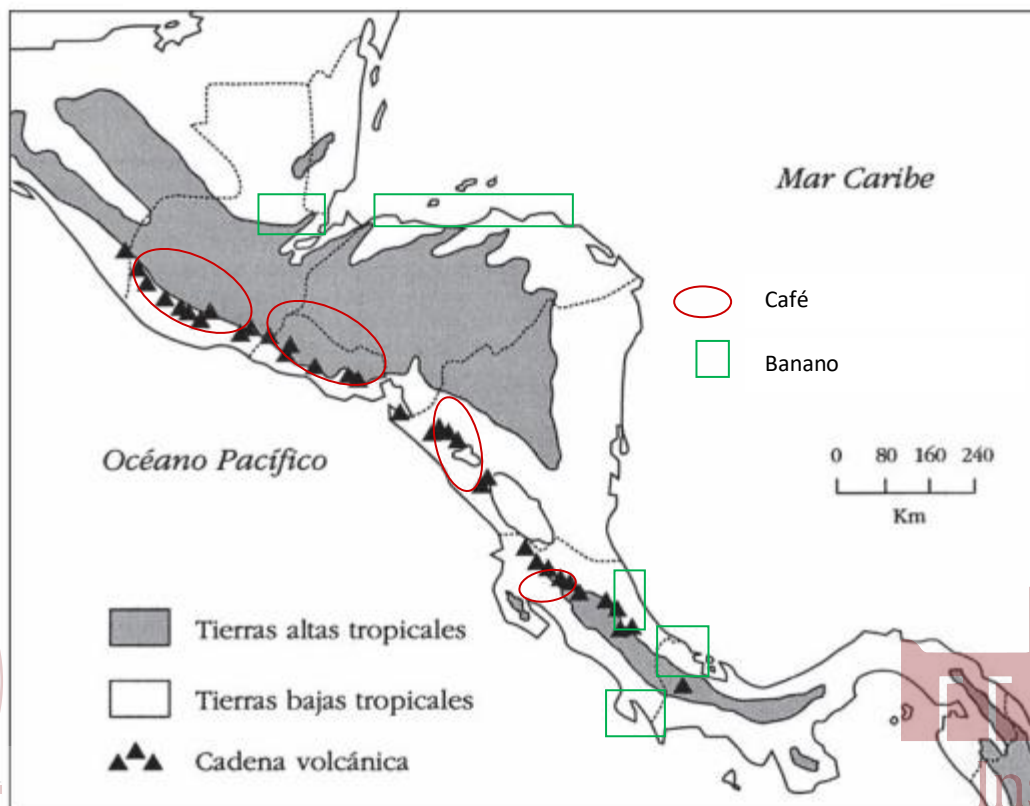 Mar Caribe
Café
Banano
Océano Pacífico
0 80 160 240
Km
Tierras altas tropicales
Tierras bajas tropicales
Cadena volcánica
In